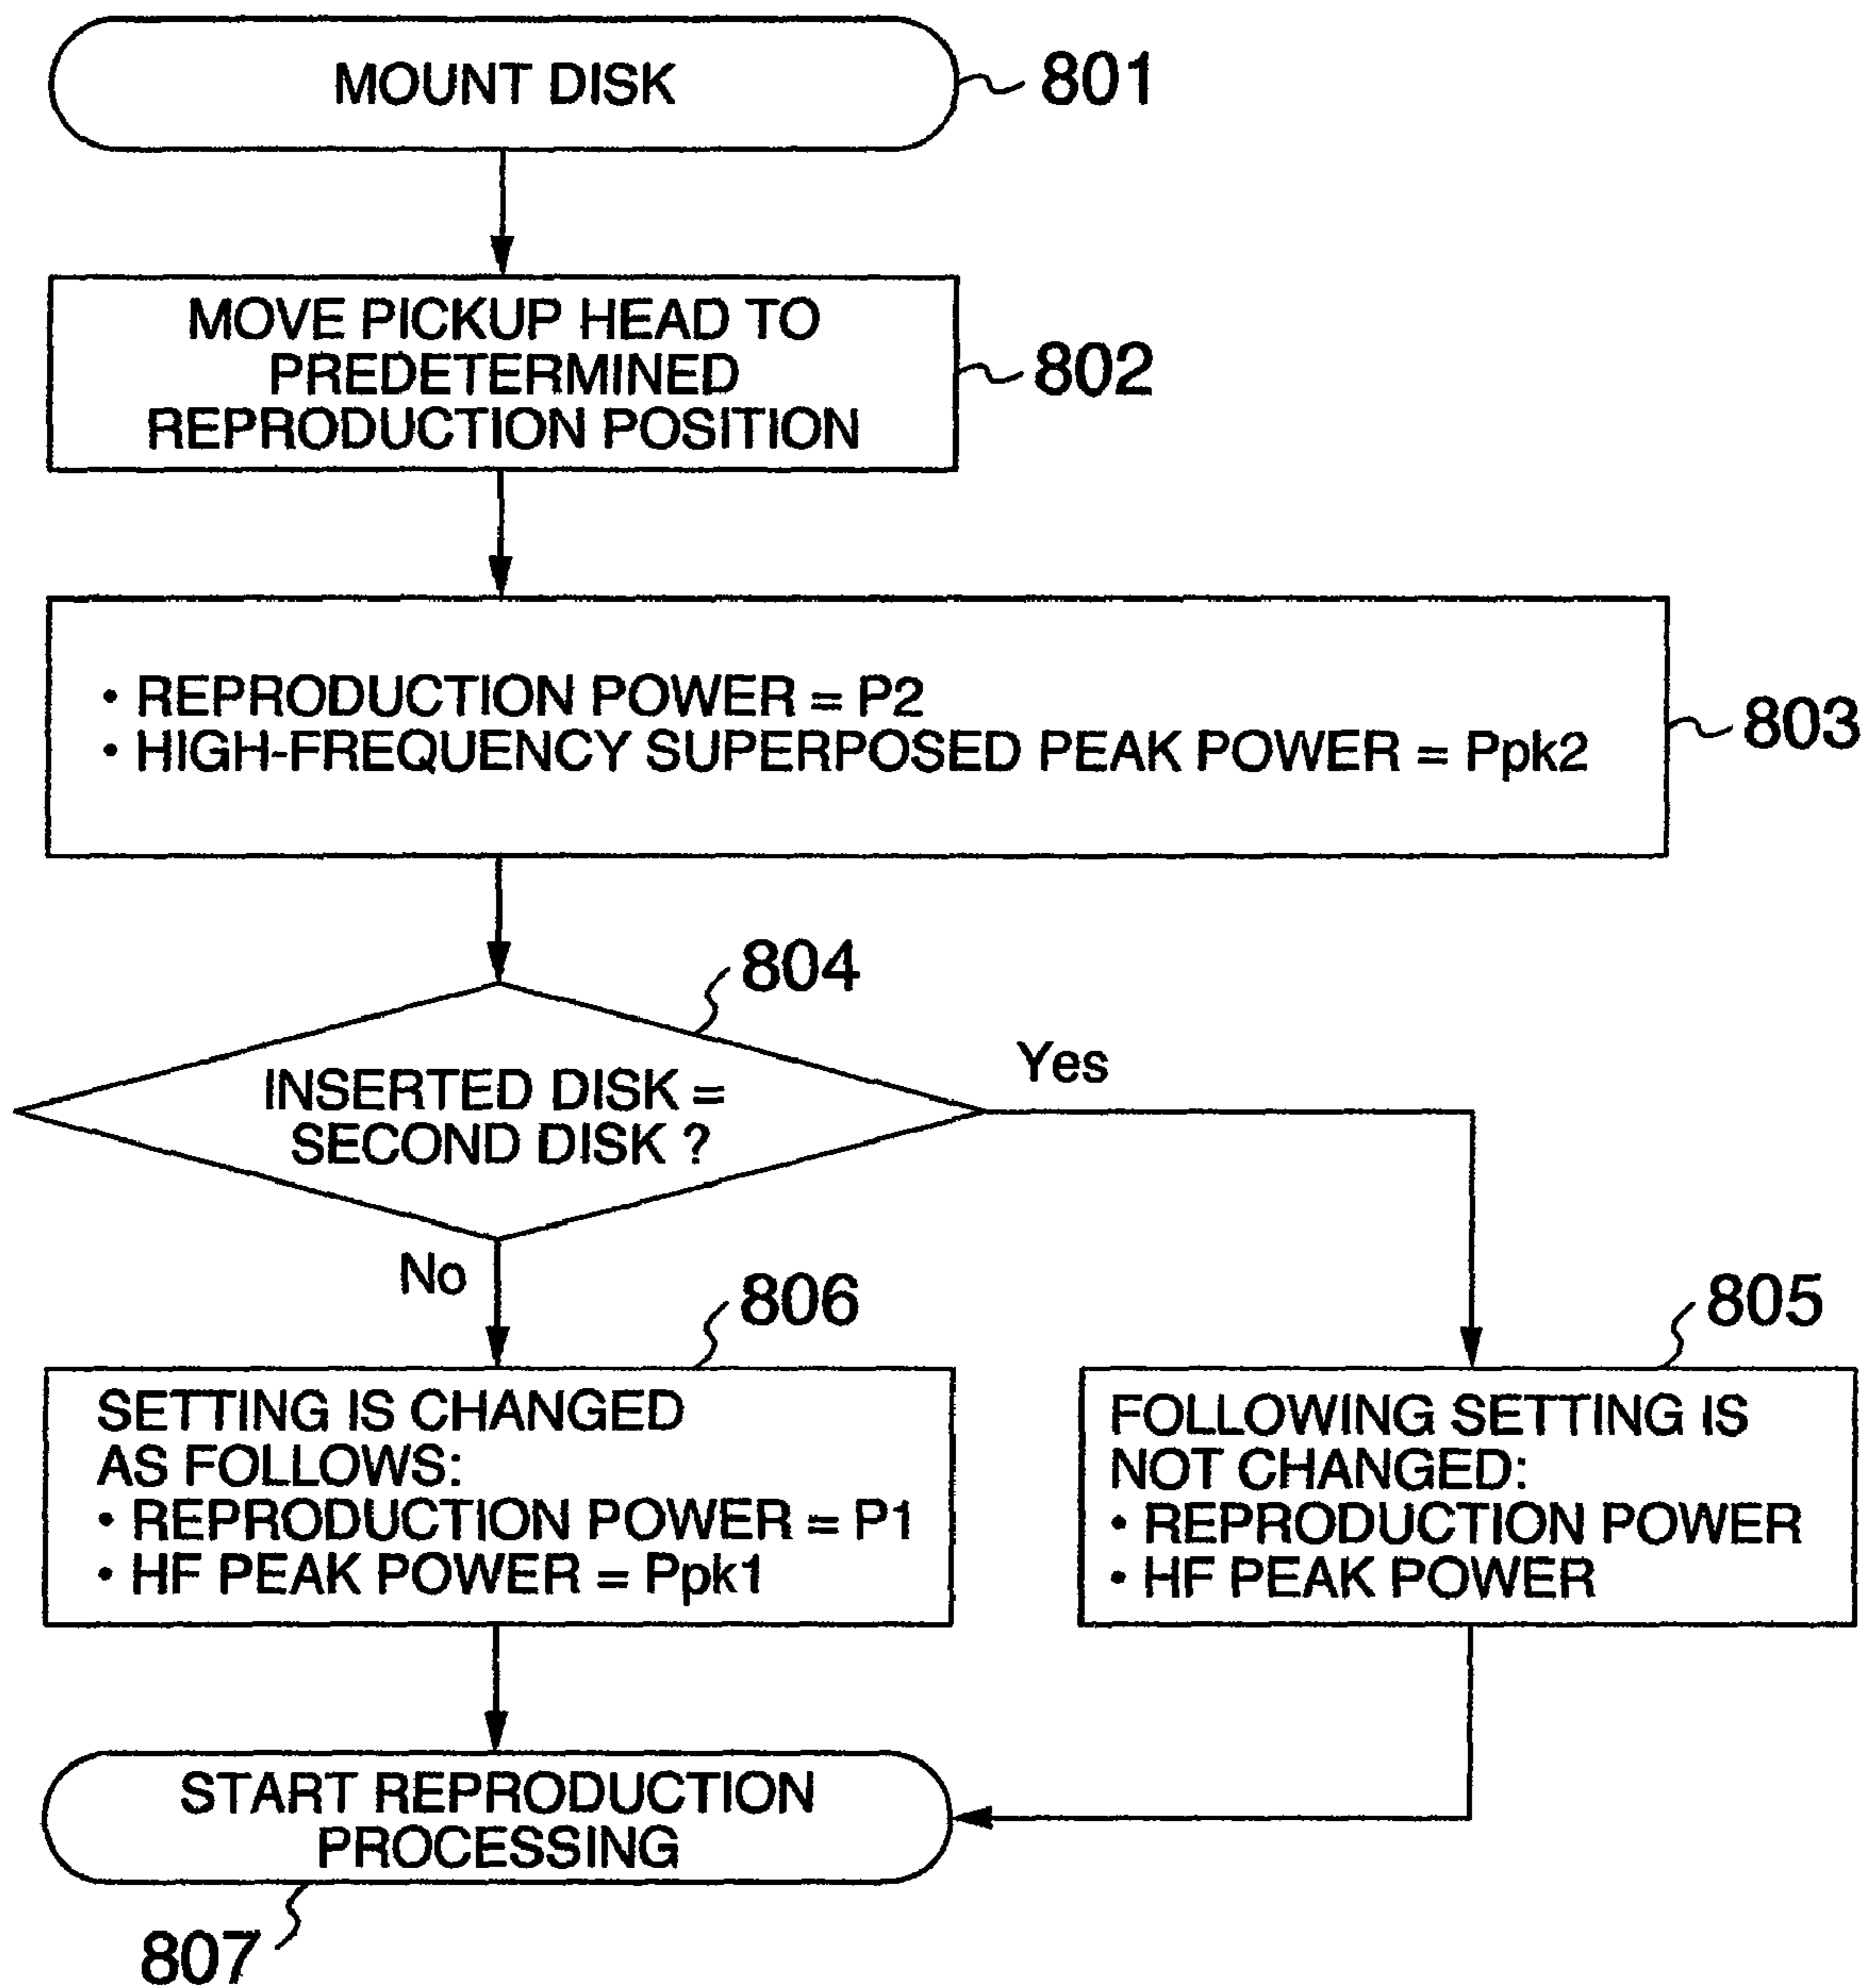 MOUNT DISK
801
MOVE PICKUP HEAD TO
PREDETERMINED
REPRODUCTION POSITION
802
• REPRODUCTION POWER = P2
• HIGH-FREQUENCY SUPERPOSED PEAK POWER = Ppk2
803
804
INSERTED DISK =
SECOND DISK ?
Yes
No
806
SETTING IS CHANGED
AS FOLLOWS:
• REPRODUCTION POWER = P1
• HF PEAK POWER = Ppk1
805
FOLLOWING SETTING IS
NOT CHANGED:
• REPRODUCTION POWER
• HF PEAK POWER
START REPRODUCTION
PROCESSING
807